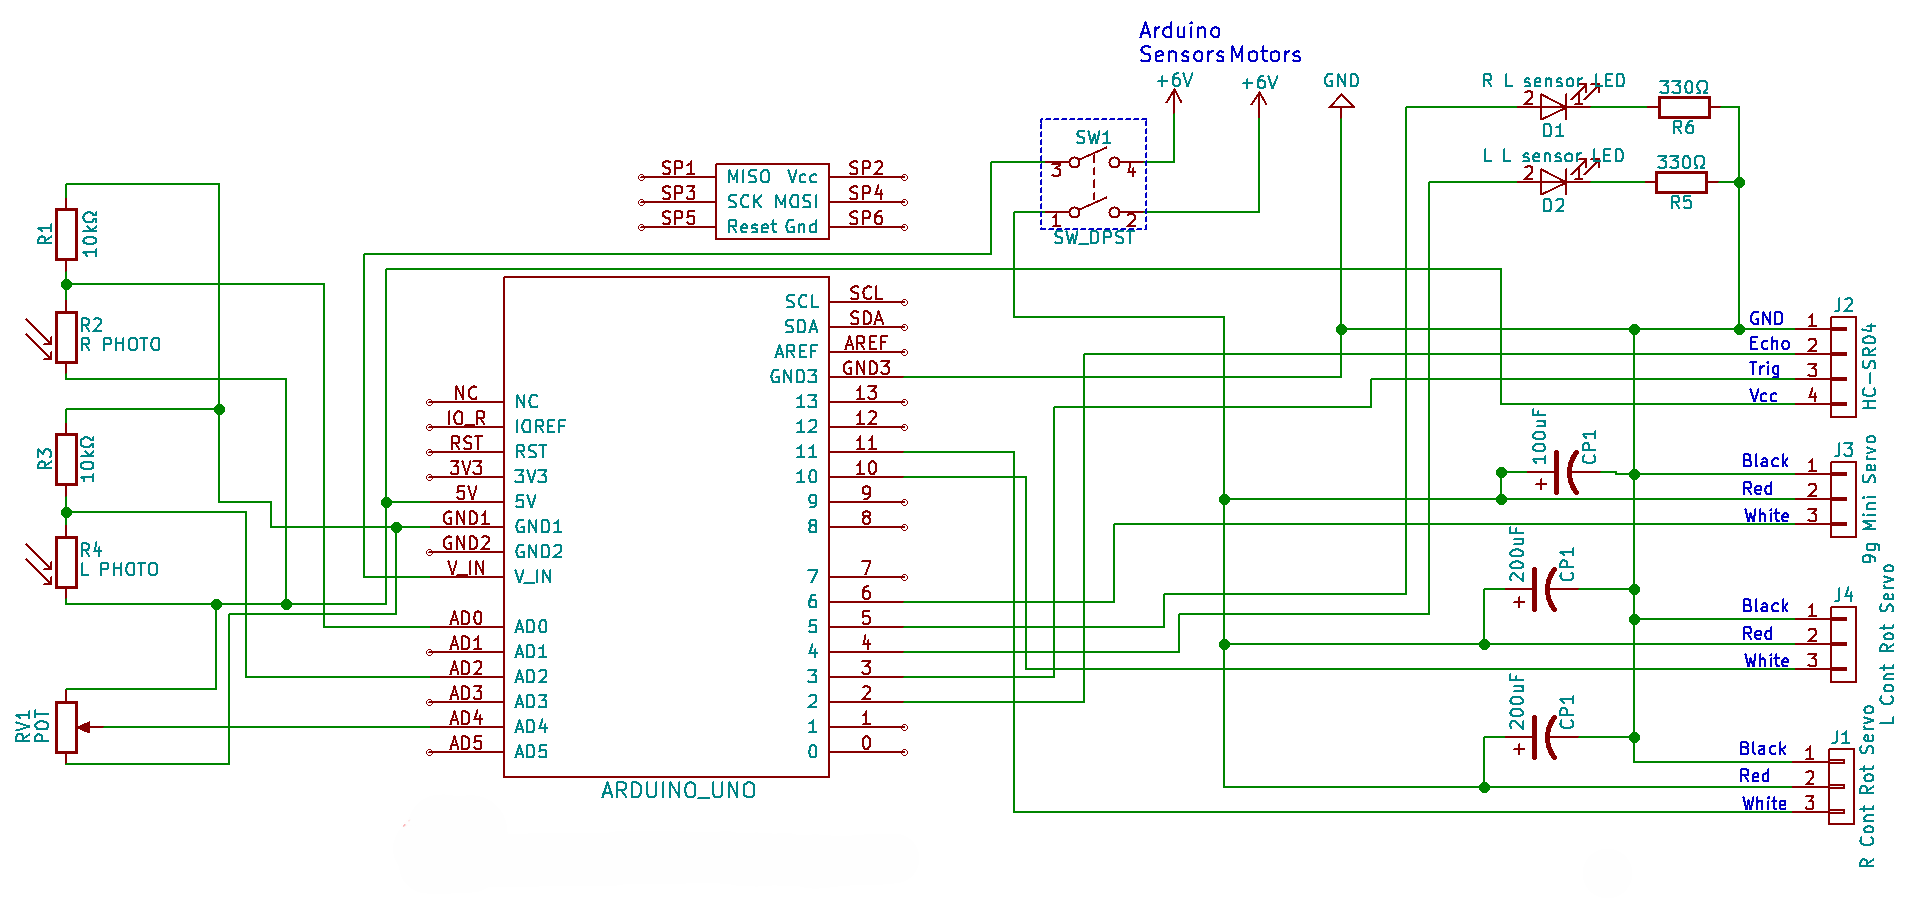 Arduino
Sensors Motors
+6V
+6V
GND
R L sensor LED
2 1
D1
330Ω
R6
L L sensor LED
2 1
D2
330Ω
R5
SW1
3 4
1 2
SW_DPST
SP1 MISO Vcc SP2
SP3 SCK MOSI SP4
SP5 Reset Gnd SP6
R1
10kΩ
R2
R PHOTO
R3
10kΩ
R4
L PHOTO
RV1
POT
SCL SCL
SDA SDA
AREF AREF
GND3 GND3
NC NC 13 13
IO_R IOREF 12 12
RST RST 11 11
3V3 3V3 10 10
5V 5V 9 9
GND1 GND1 8 8
GND2 GND2
V_IN V_IN 7 7
6 6
AD0 AD0 5 5
AD1 AD1 4 4
AD2 AD2 3 3
AD3 AD3 2 2
AD4 AD4 1 1
AD5 AD5 0 0
ARDUINO_UNO
J2
GND 1
Echo 2
Trig 3
Vcc 4
HC-SR04
100uF
+
CP1
J3
Black 1
Red 2
White 3
9g Mini Servo
200uF
+
CP1
J4
Black 1
Red 2
White 3
L Cont Rot Servo
200uF
+
CP1
J1
Black 1
Red 2
White 3
R Cont Rot Servo